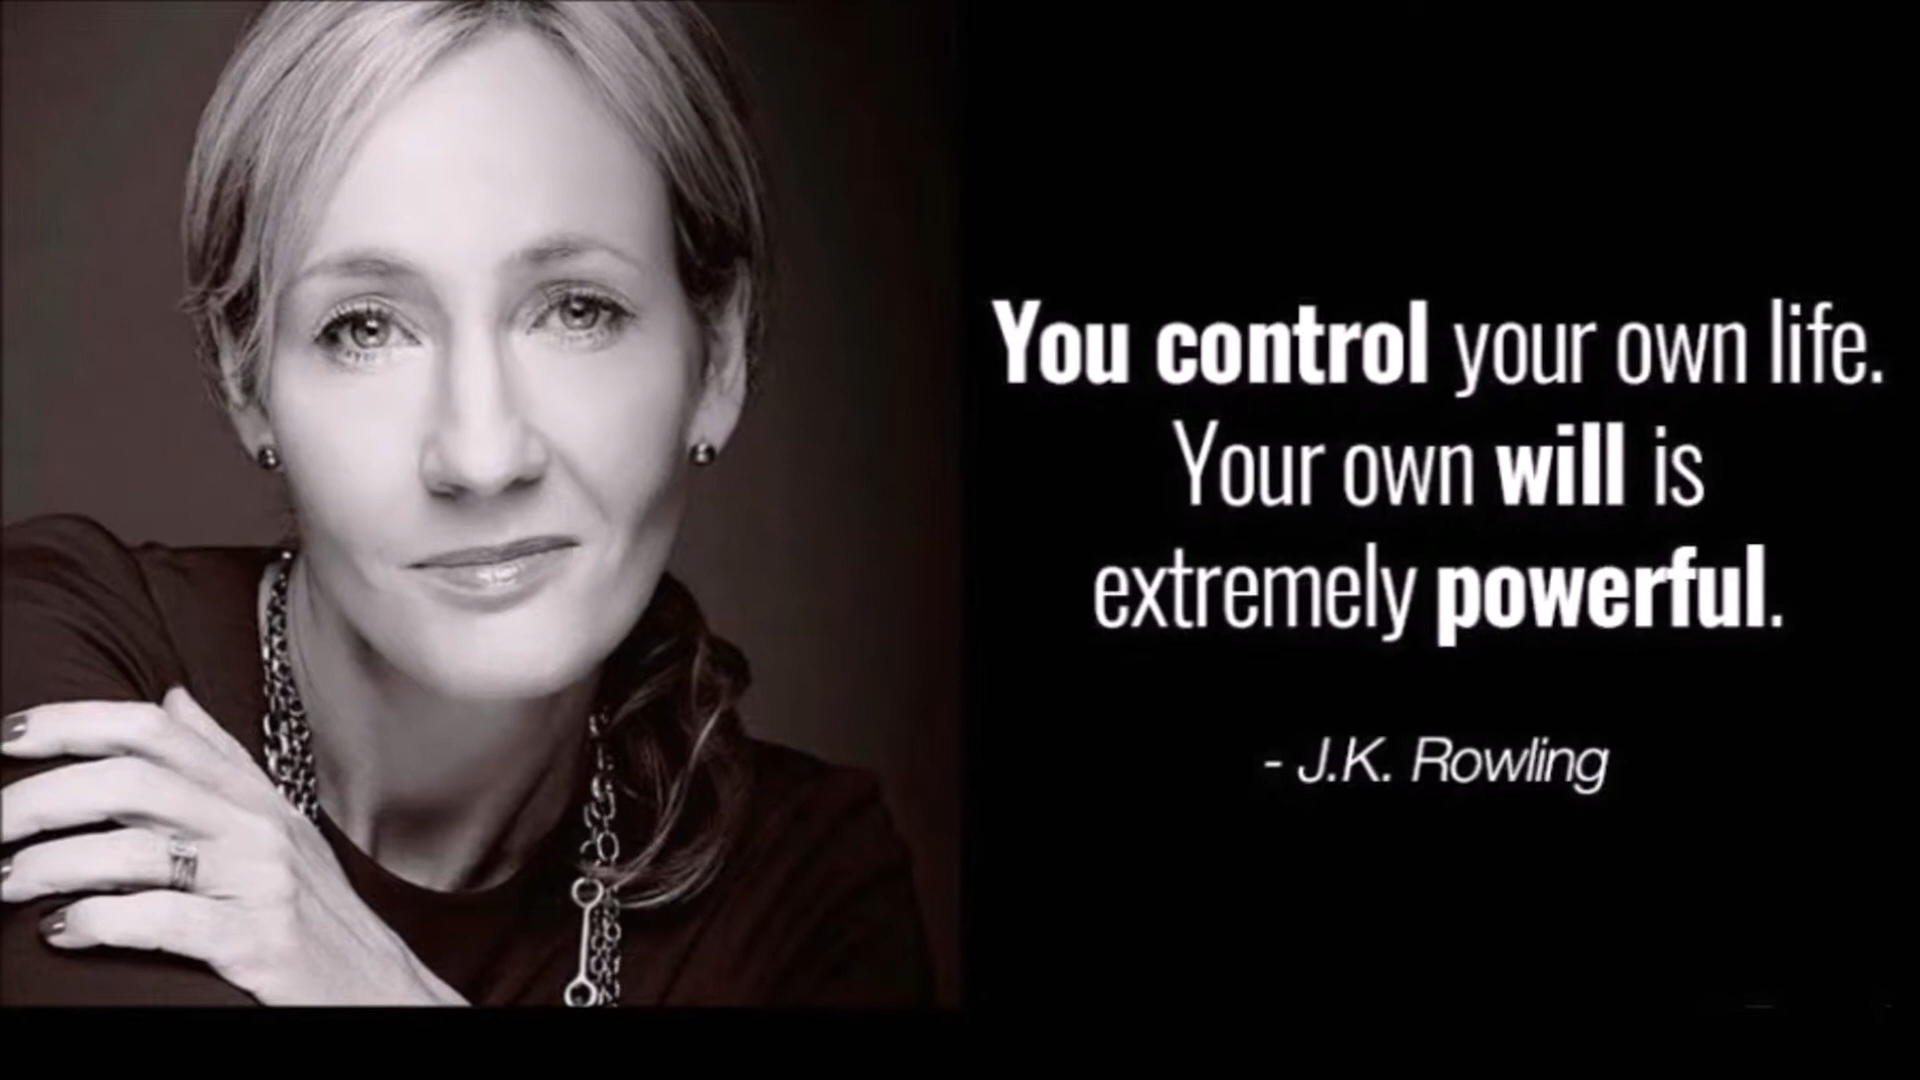 You control your own life.
Your own will is
extremely powerful.
- J.K. Rowling